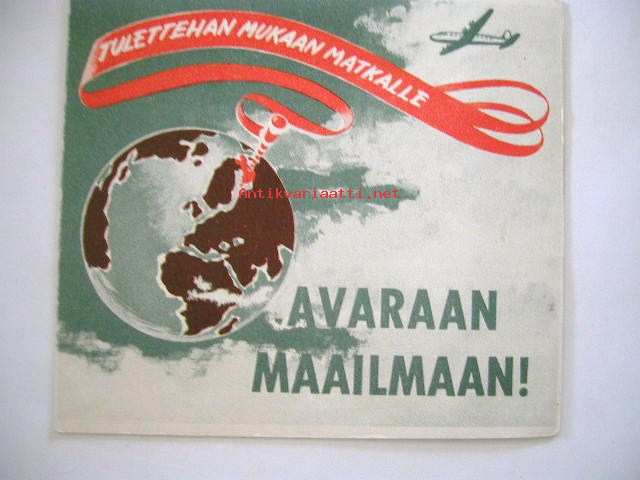 TULETTEHAN MUKAAN MATKALLE
Antikvariaatti.net
AVARAAN
MAAILMAAN!